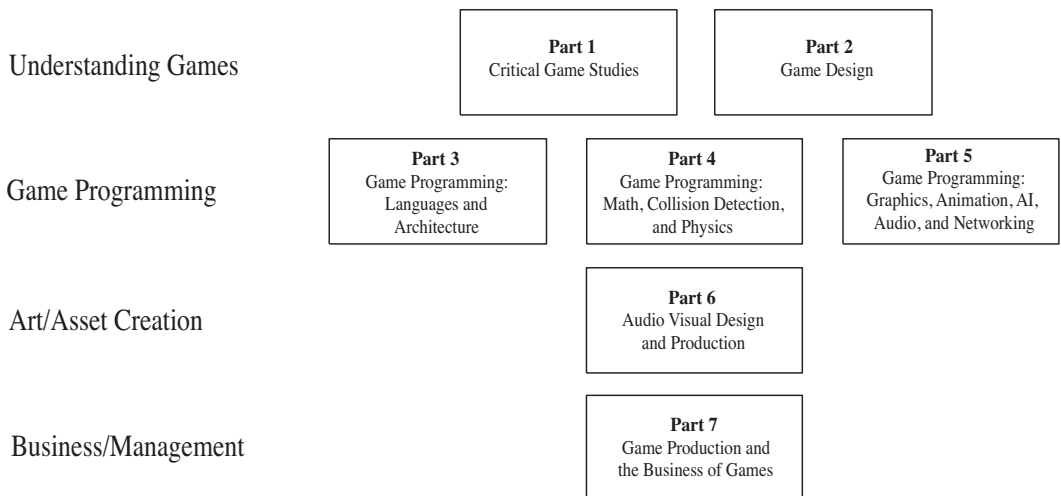 Understanding Games
Part 1
Critical Game Studies
Part 2
Game Design
Game Programming
Part 3
Game Programming:
Languages and
Architecture
Part 4
Game Programming:
Math, Collision Detection,
and Physics
Part 5
Game Programming:
Graphics, Animation, AI,
Audio, and Networking
Art/Asset Creation
Part 6
Audio Visual Design
and Production
Business/Management
Part 7
Game Production and
the Business of Games